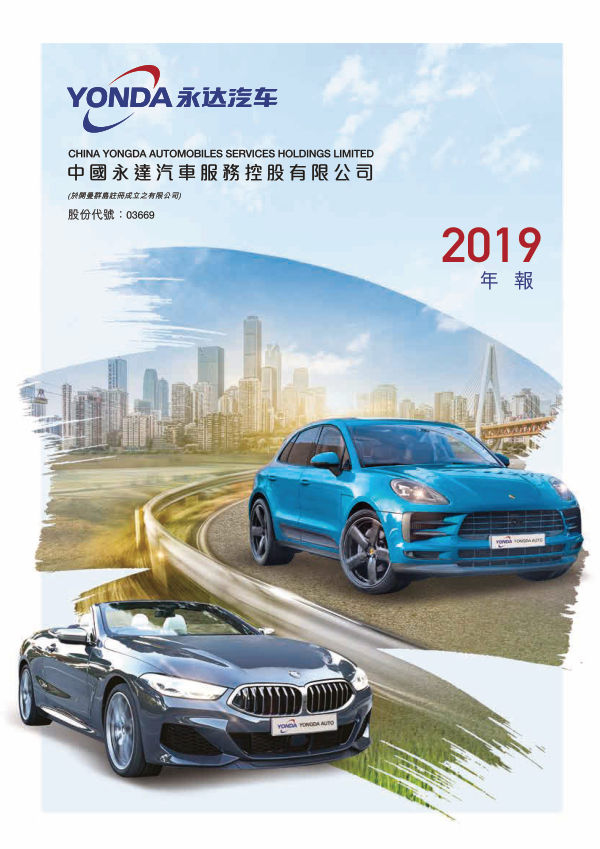 YONDA 永达汽车
CHINA YONGDA AUTOMOBILES SERVICES HOLDINGS LIMITED
中國永達汽車服務控股有限公司
(於開曼群島註冊成立之有限公司)
股份代號：03669
2019
年 報
YONDA YONGDA AUTO
YONDA YONGDA AUTO